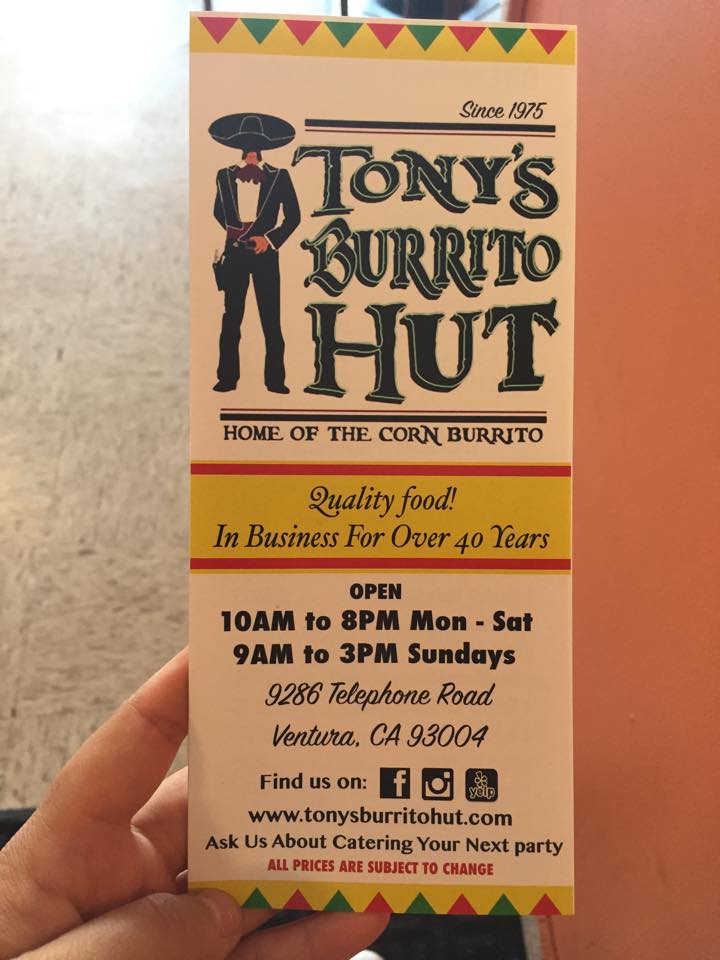 Since 1975
TONY'S
BURRITO
HUT
HOME OF THE CORN BURRITO
Quality food!
In Business For Over 40 Years
OPEN
10AM to 8PM Mon - Sat
9AM to 3PM Sundays
9286 Telephone Road
Ventura, CA 93004
Find us on: f yelp
www.tonysburritohut.com
Ask Us About Catering Your Next party
ALL PRICES ARE SUBJECT TO CHANGE